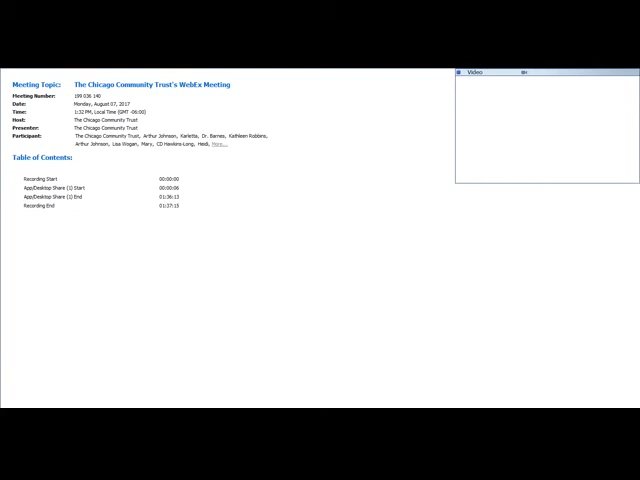 Video
Meeting Topic: The Chicago Community Trust's WebEx Meeting
Meeting Number: 199 036 140
Date: Monday, August 07, 2017
Time: 1:32 PM, Local Time (GMT -06:00)
Host: The Chicago Community Trust
Presenter: The Chicago Community Trust
Participant: The Chicago Community Trust, Arthur Johnson, Karletta, Dr. Barnes, Kathleen Robbins,
Arthur Johnson, Lisa Wogan, Mary, CD Hawkins-Long, Heidi, More...
Table of Contents:
Recording Start 00:00:00
App/Desktop Share (1) Start 00:00:06
App/Desktop Share (1) End 01:36:13
Recording End 01:37:15